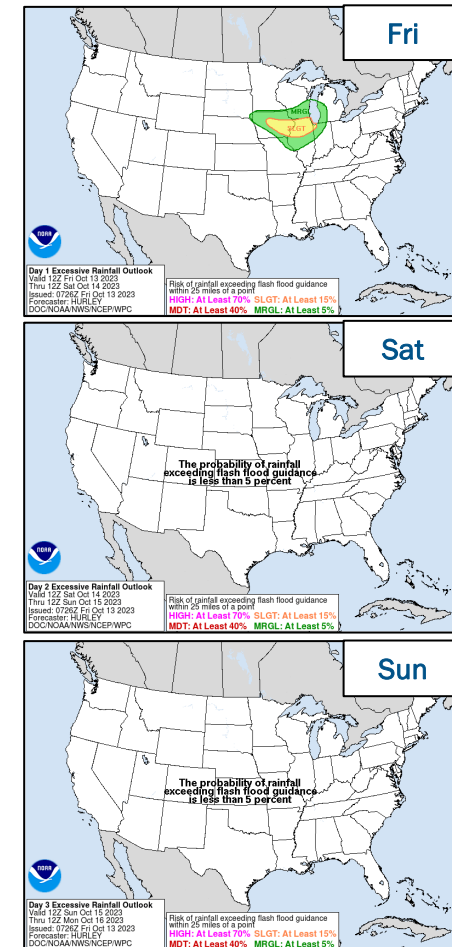 Fri
MRGL
SLGT
NOAA
Day 1 Excessive Rainfall Outlook
Valid 12Z Fri Oct 13 2023
Thru 12Z Sat Oct 14 2023
Issued: 0726Z Fri Oct 13 2023
Forecaster: HURLEY
DOC/NOAA/NWS/NCEP/WPC
Risk of rainfall exceeding flash flood guidance
within 25 miles of a point
HIGH: At Least 70% SLGT: At Least 15%
MDT: At Least 40% MRGL: At Least 5%
Sat
The probability of rainfall
exceeding flash flood guidance
is less than 5 percent
NOAA
Day 2 Excessive Rainfall Outlook
Valid 12Z Sat Oct 14 2023
Thru 12Z Sun Oct 15 2023
Issued: 0726Z Fri Oct 13 2023
Forecaster: HURLEY
DOC/NOAA/NWS/NCEP/WPC
Risk of rainfall exceeding flash flood guidance
within 25 miles of a point
HIGH: At Least 70% SLGT: At Least 15%
MDT: At Least 40% MRGL: At Least 5%
Sun
The probability of rainfall
exceeding flash flood guidance
is less than 5 percent
NOAA
Day 3 Excessive Rainfall Outlook
Valid 12Z Sun Oct 15 2023
Thru 12Z Mon Oct 16 2023
Issued: 0726Z Fri Oct 13 2023
Forecaster: HURLEY
DOC/NOAA/NWS/NCEP/WPC
Risk of rainfall exceeding flash flood guidance
within 25 miles of a point
HIGH: At Least 70% SLGT: At Least 15%
MDT: At Least 40% MRGL: At Least 5%